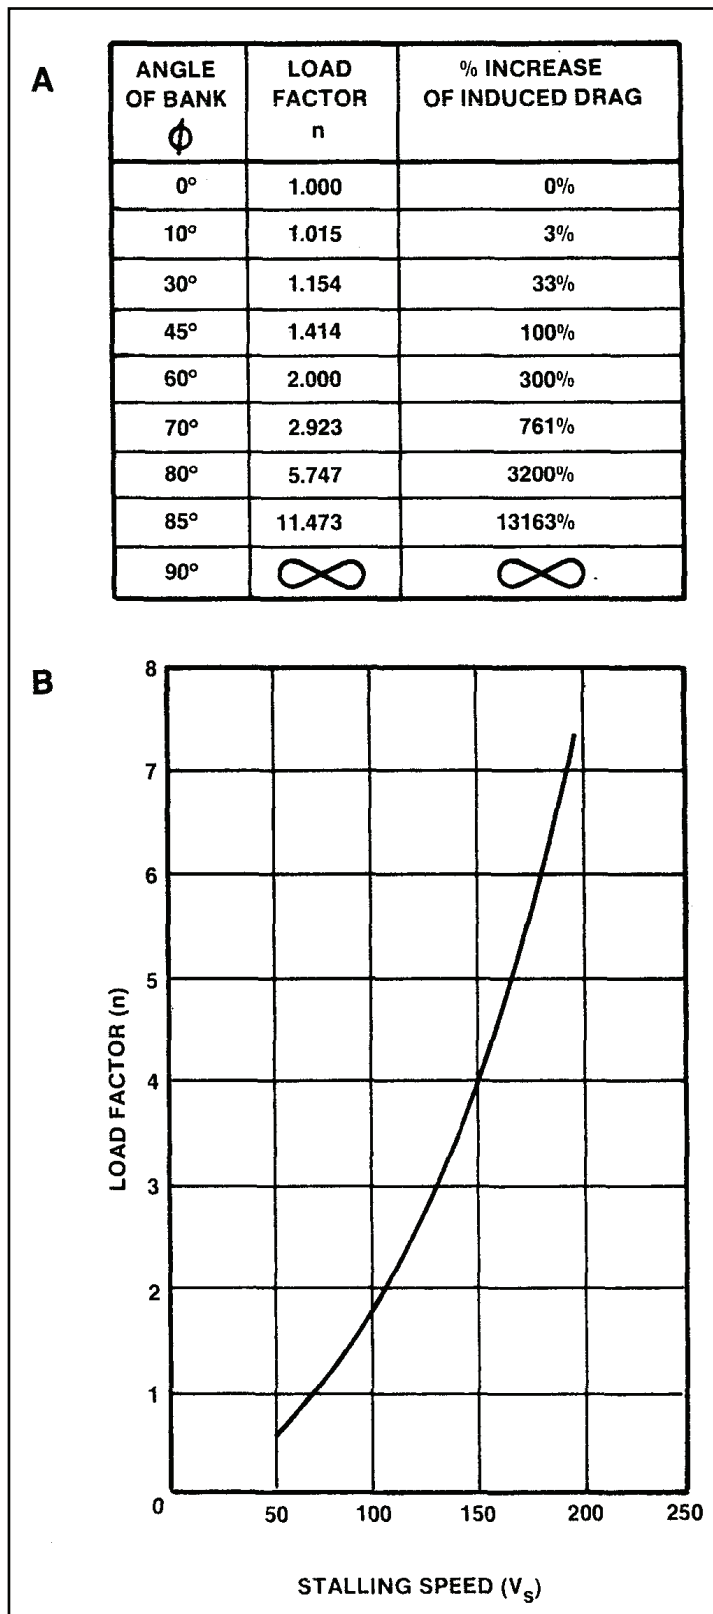 A
ANGLE OF BANK ϕ | LOAD FACTOR n | % INCREASE OF INDUCED DRAG
0° 1.000 0%
10° 1.015 3%
30° 1.154 33%
45° 1.414 100%
60° 2.000 300%
70° 2.923 761%
80° 5.747 3200%
85° 11.473 13163%
90° ∞ ∞
B
8
7
6
5
4
3
2
1
LOAD FACTOR (n)
0 50 100 150 200 250
STALLING SPEED (Vs)